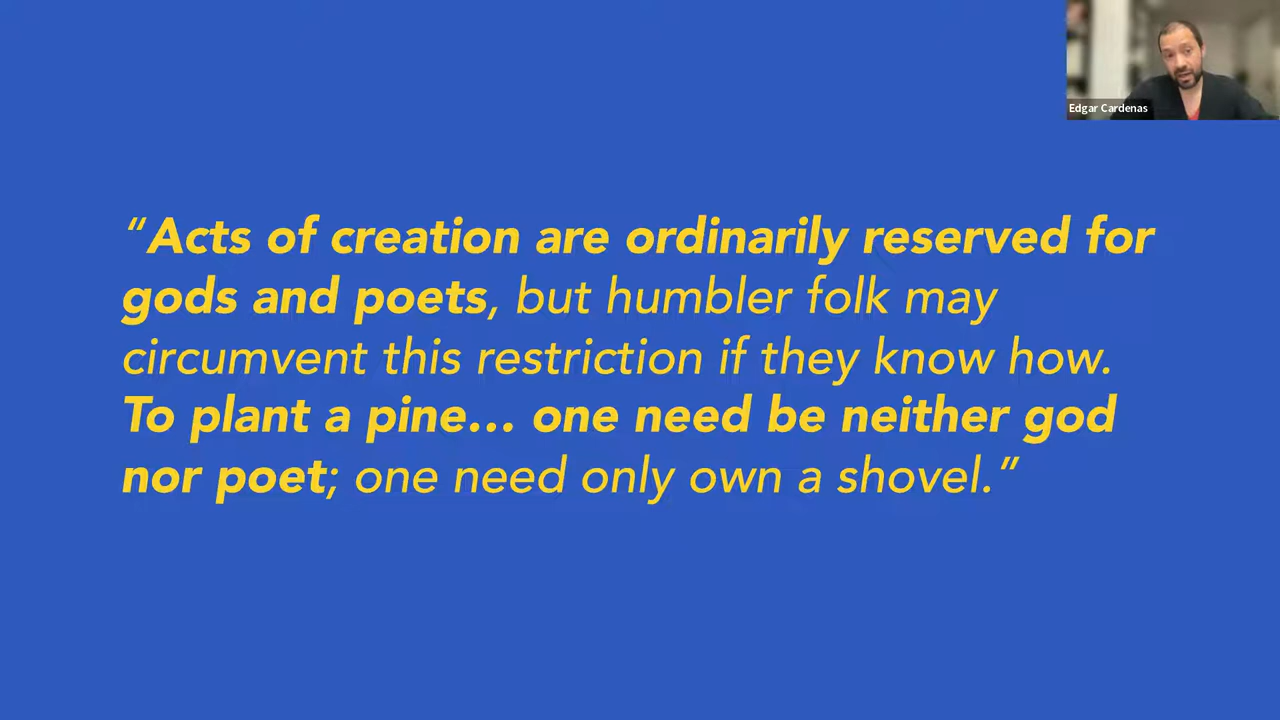 Edgar Cardenas
“Acts of creation are ordinarily reserved for
gods and poets, but humbler folk may
circumvent this restriction if they know how.
To plant a pine... one need be neither god
nor poet; one need only own a shovel.”